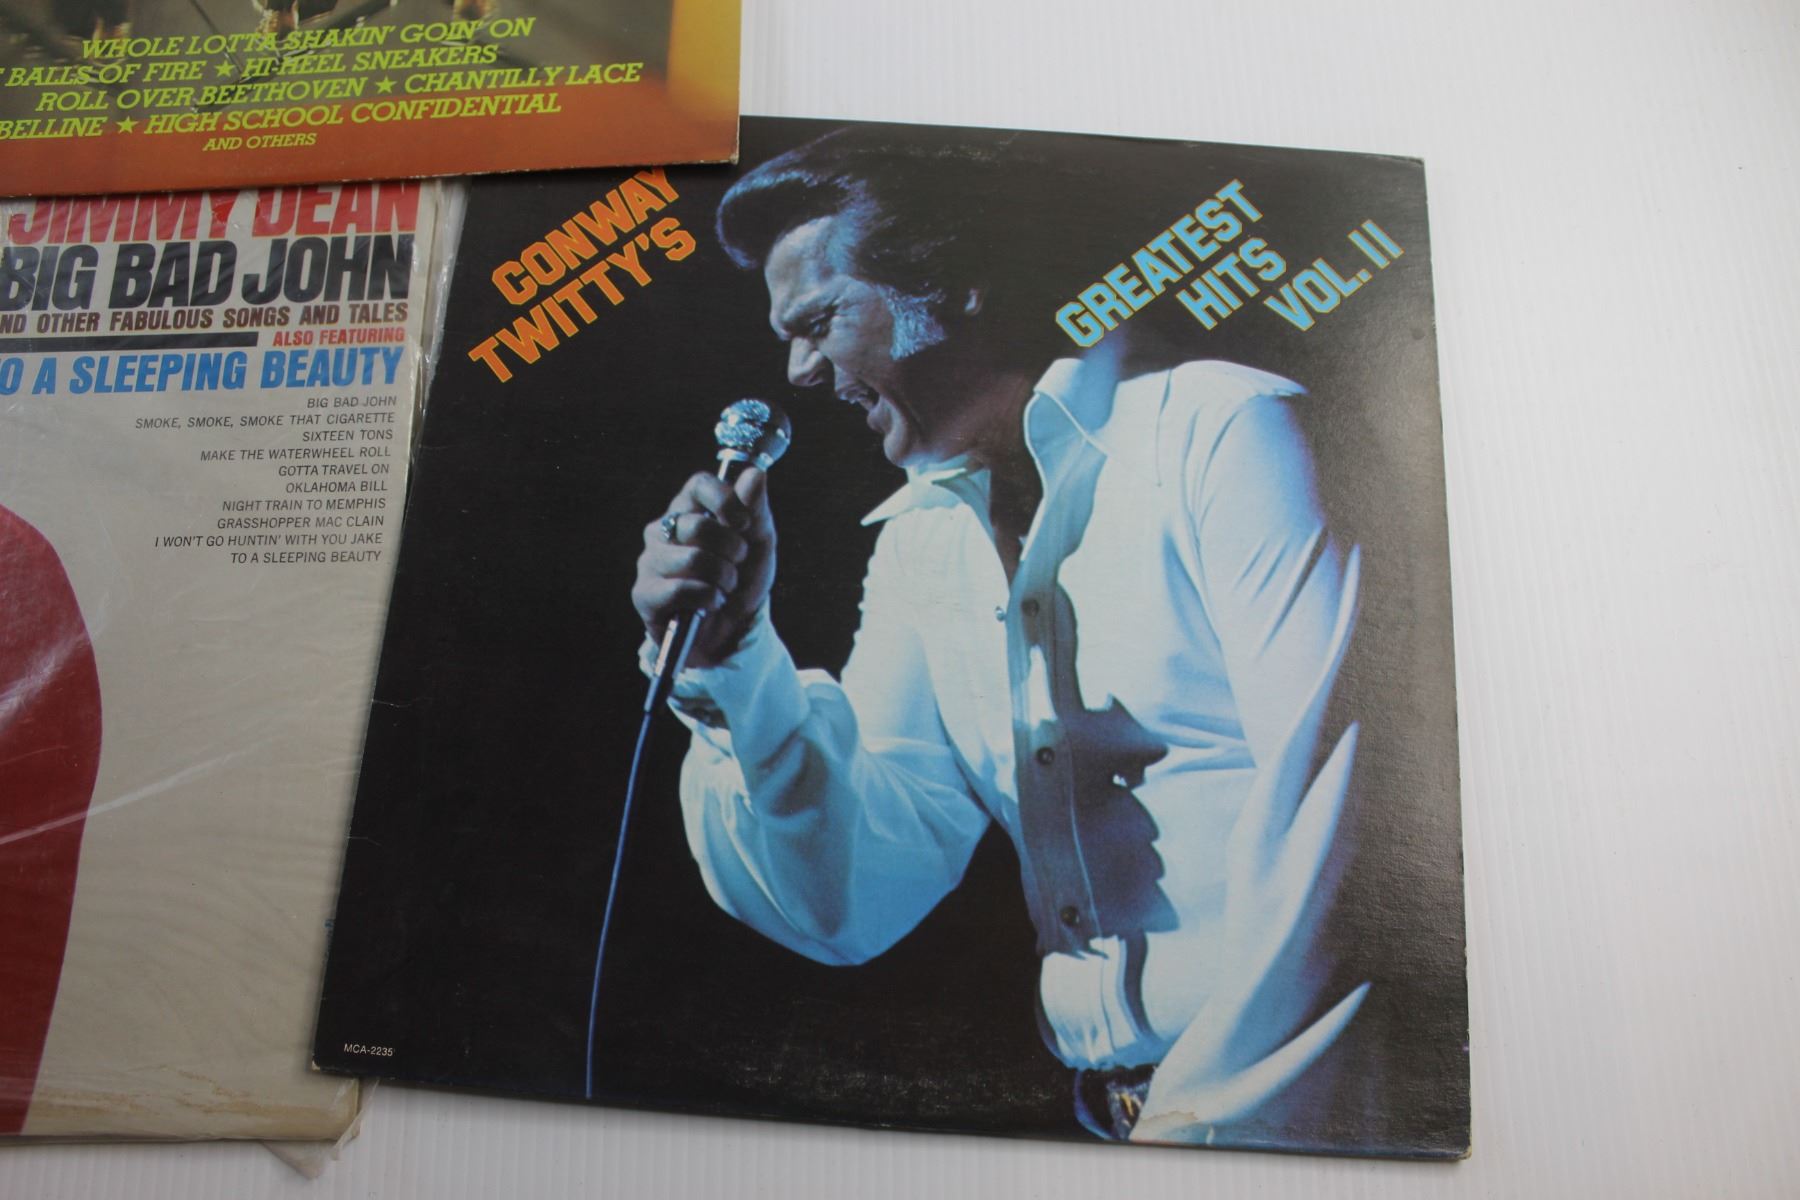 WHOLE LOTTA SHAKIN' GOIN' ON
BALLS OF FIRE ★ HI-HEEL SNEAKERS
ROLL OVER BEETHOVEN ★ CHANTILLY LACE
BELLINE ★ HIGH SCHOOL CONFIDENTIAL
AND OTHERS
JIMMY DEAN
BIG BAD JOHN
ND OTHER FABULOUS SONGS AND TALES
ALSO FEATURING
O A SLEEPING BEAUTY
BIG BAD JOHN
SMOKE, SMOKE, SMOKE THAT CIGARETTE
SIXTEEN TONS
MAKE THE WATERWHEEL ROLL
GOTTA TRAVEL ON
OKLAHOMA BILL
NIGHT TRAIN TO MEMPHIS
GRASSHOPPER MAC CLAIN
I WON'T GO HUNTIN' WITH YOU JAKE
TO A SLEEPING BEAUTY
CONWAY
TWITTY'S
GREATEST
HITS
VOL. II
MCA-2235